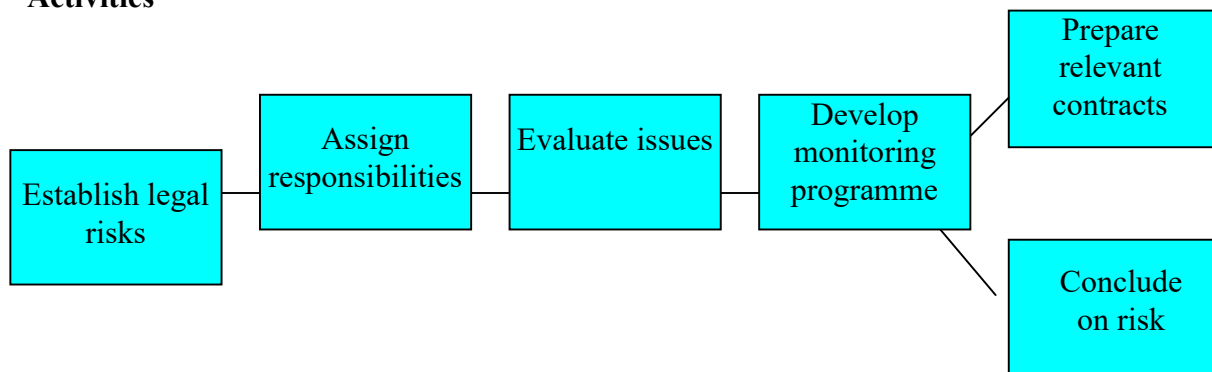 Activities
Establish legal
risks
Assign
responsibilities
Evaluate issues
Develop
monitoring
programme
Prepare
relevant
contracts
Conclude
on risk